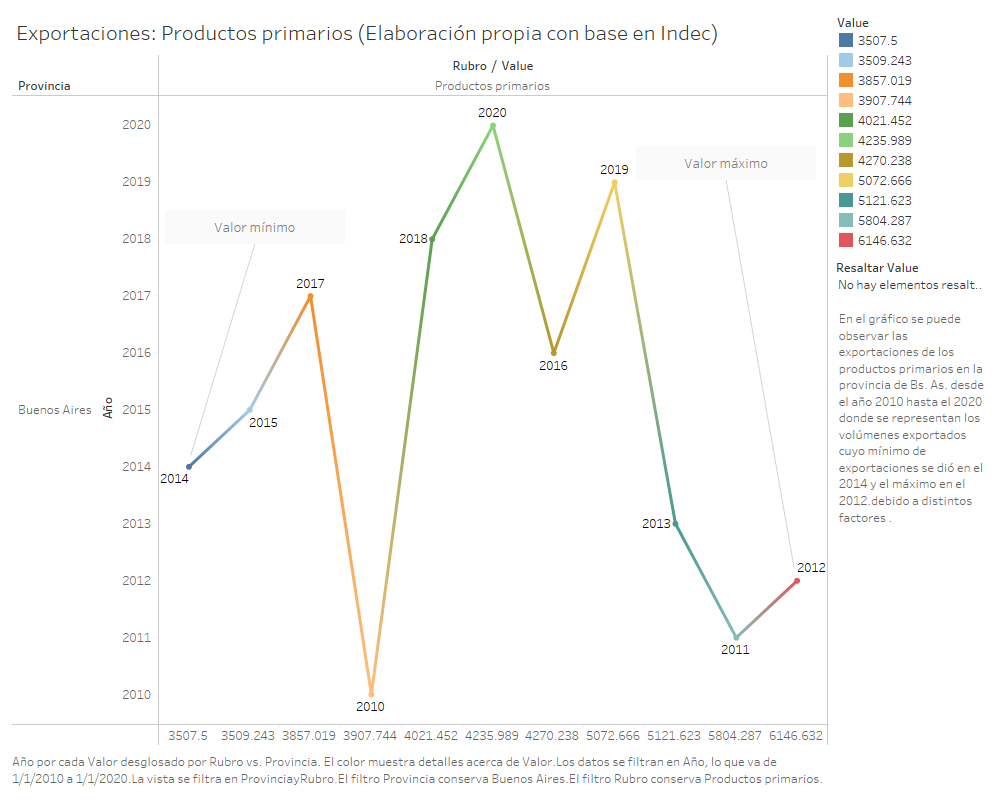 Exportaciones: Productos primarios (Elaboración propia con base en Indec)
Rubro / Value
Provincia
Productos primarios
2020
2019
2018
2017
2016
2015
2014
2013
2012
2011
2010
Buenos Aires
Año
Valor mínimo
Valor máximo
2020
2019
2018
2017
2016
2015
2014
2013
2012
2011
2010
3507.5
3509.243
3857.019
3907.744
4021.452
4235.989
4270.238
5072.666
5121.623
5804.287
6146.632
Value
3507.5
3509.243
3857.019
3907.744
4021.452
4235.989
4270.238
5072.666
5121.623
5804.287
6146.632
Resaltar Value
No hay elementos resalt..
En el gráfico se puede
observar las
exportaciones de los
productos primarios en la
provincia de Bs. As. desde
el año 2010 hasta el 2020
donde se representan los
volúmenes exportados
cuyo mínimo de
exportaciones se dió en el
2014 y el máximo en el
2012.debido a distintos
factores .
Año por cada Valor desglosado por Rubro vs. Provincia. El color muestra detalles acerca de Valor.Los datos se filtran en Año, lo que va de
1/1/2010 a 1/1/2020.La vista se filtra en ProvinciayRubro.El filtro Provincia conserva Buenos Aires.El filtro Rubro conserva Productos primarios.